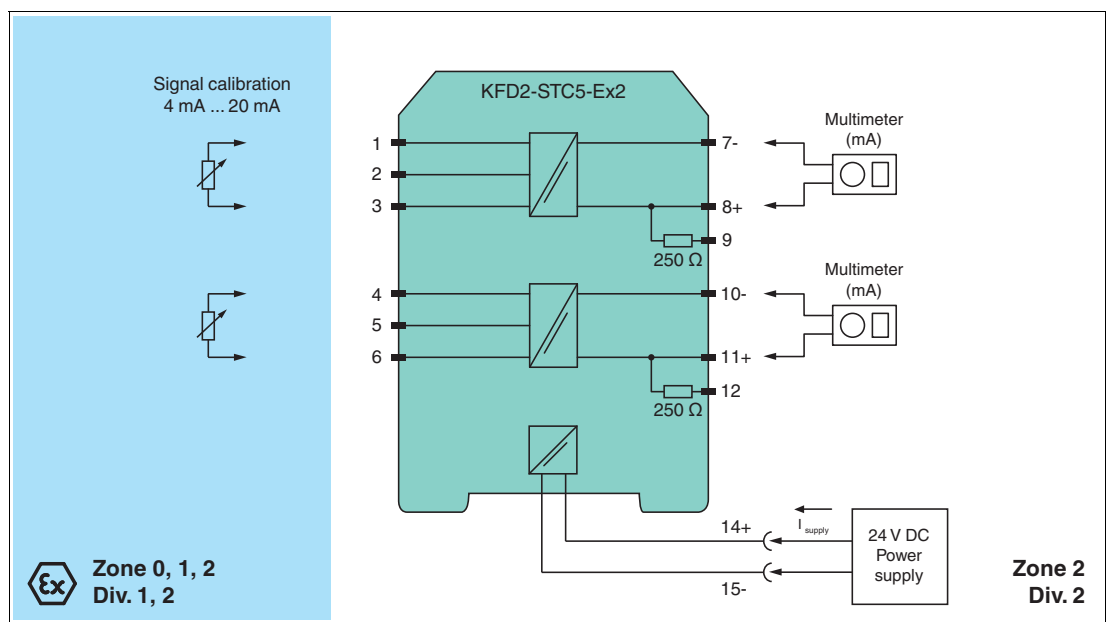 Signal calibration
4 mA ... 20 mA
KFD2-STC5-Ex2
Multimeter
(mA)
1
2
3
7-
8+
9
250 Ω
Multimeter
(mA)
4
5
6
10-
11+
12
250 Ω
14+
15-
I supply
24 V DC
Power
supply
Ex
Zone 0, 1, 2
Div. 1, 2
Zone 2
Div. 2